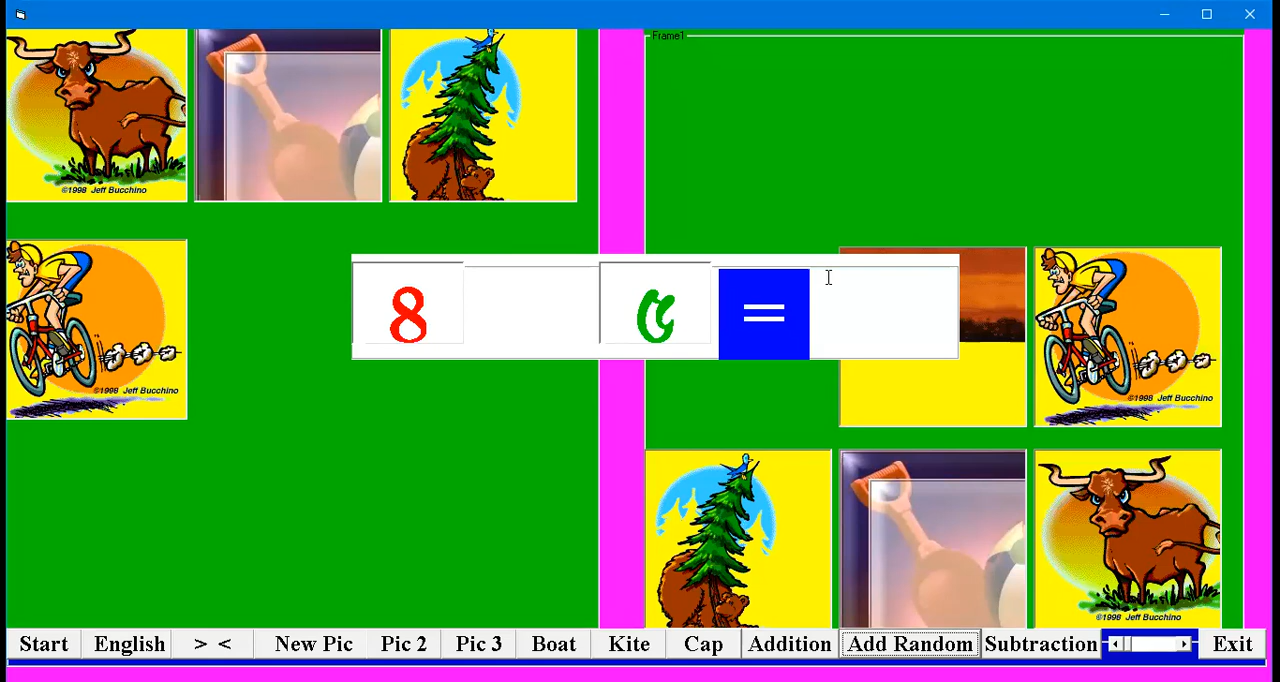 Frame1
©1998 Jeff Bucchino
8 =
©1998 Jeff Bucchino
©1998 Jeff Bucchino
©1998 Jeff Bucchino
Start English > < New Pic Pic 2 Pic 3 Boat Kite Cap Addition Add Random Subtraction Exit